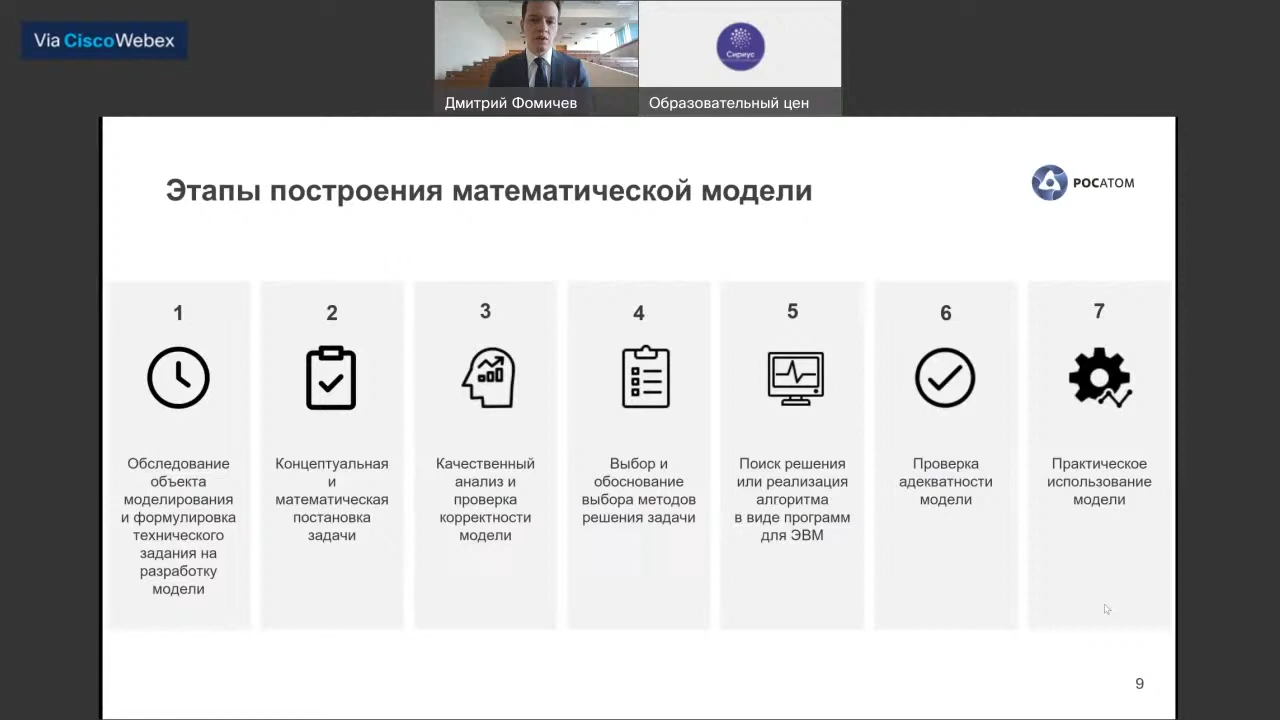 Via Cisco Webex
Сириус
Дмитрий Фомичев
Образовательный цен
Этапы построения математической модели
РОСАТОМ
1
Обследование
объекта
моделирования
и формулировка
технического
задания на
разработку
модели
2
Концептуальная
и
математическая
постановка
задачи
3
Качественный
анализ и
проверка
корректности
модели
4
Выбор и
обоснование
выбора методов
решения задачи
5
Поиск решения
или реализация
алгоритма
в виде программ
для ЭВМ
6
Проверка
адекватности
модели
7
Практическое
использование
модели
9